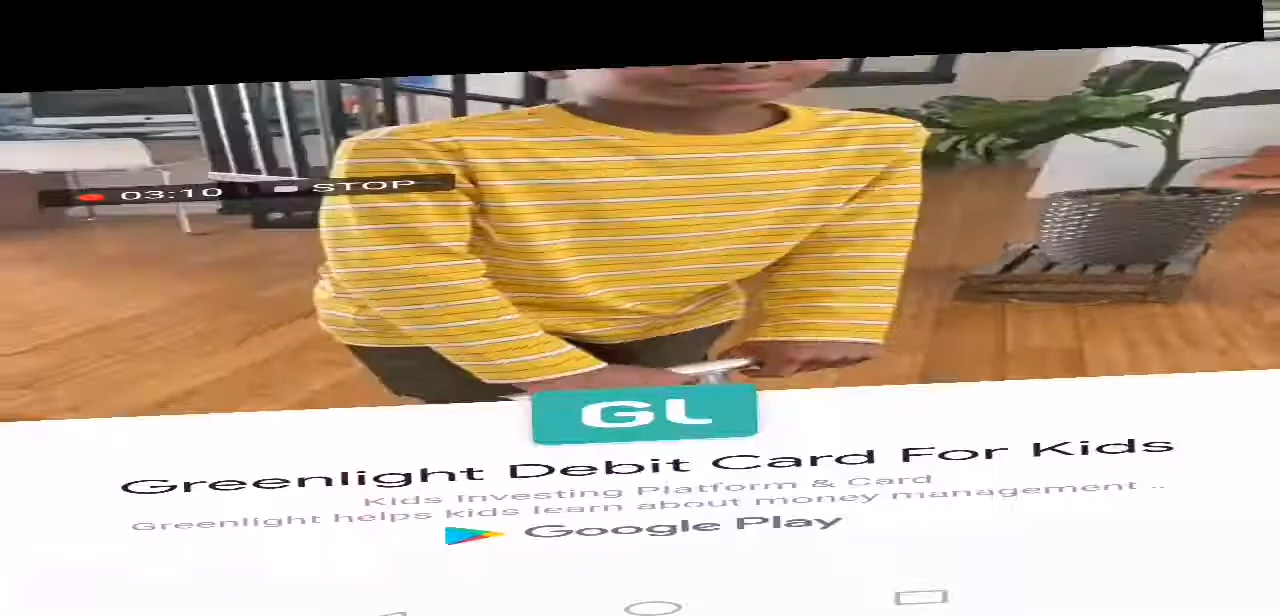 03:10 STOP
GL
Greenlight Debit Card For Kids
Kids Investing Platform & Card
Greenlight helps kids learn about money management ..
Google Play